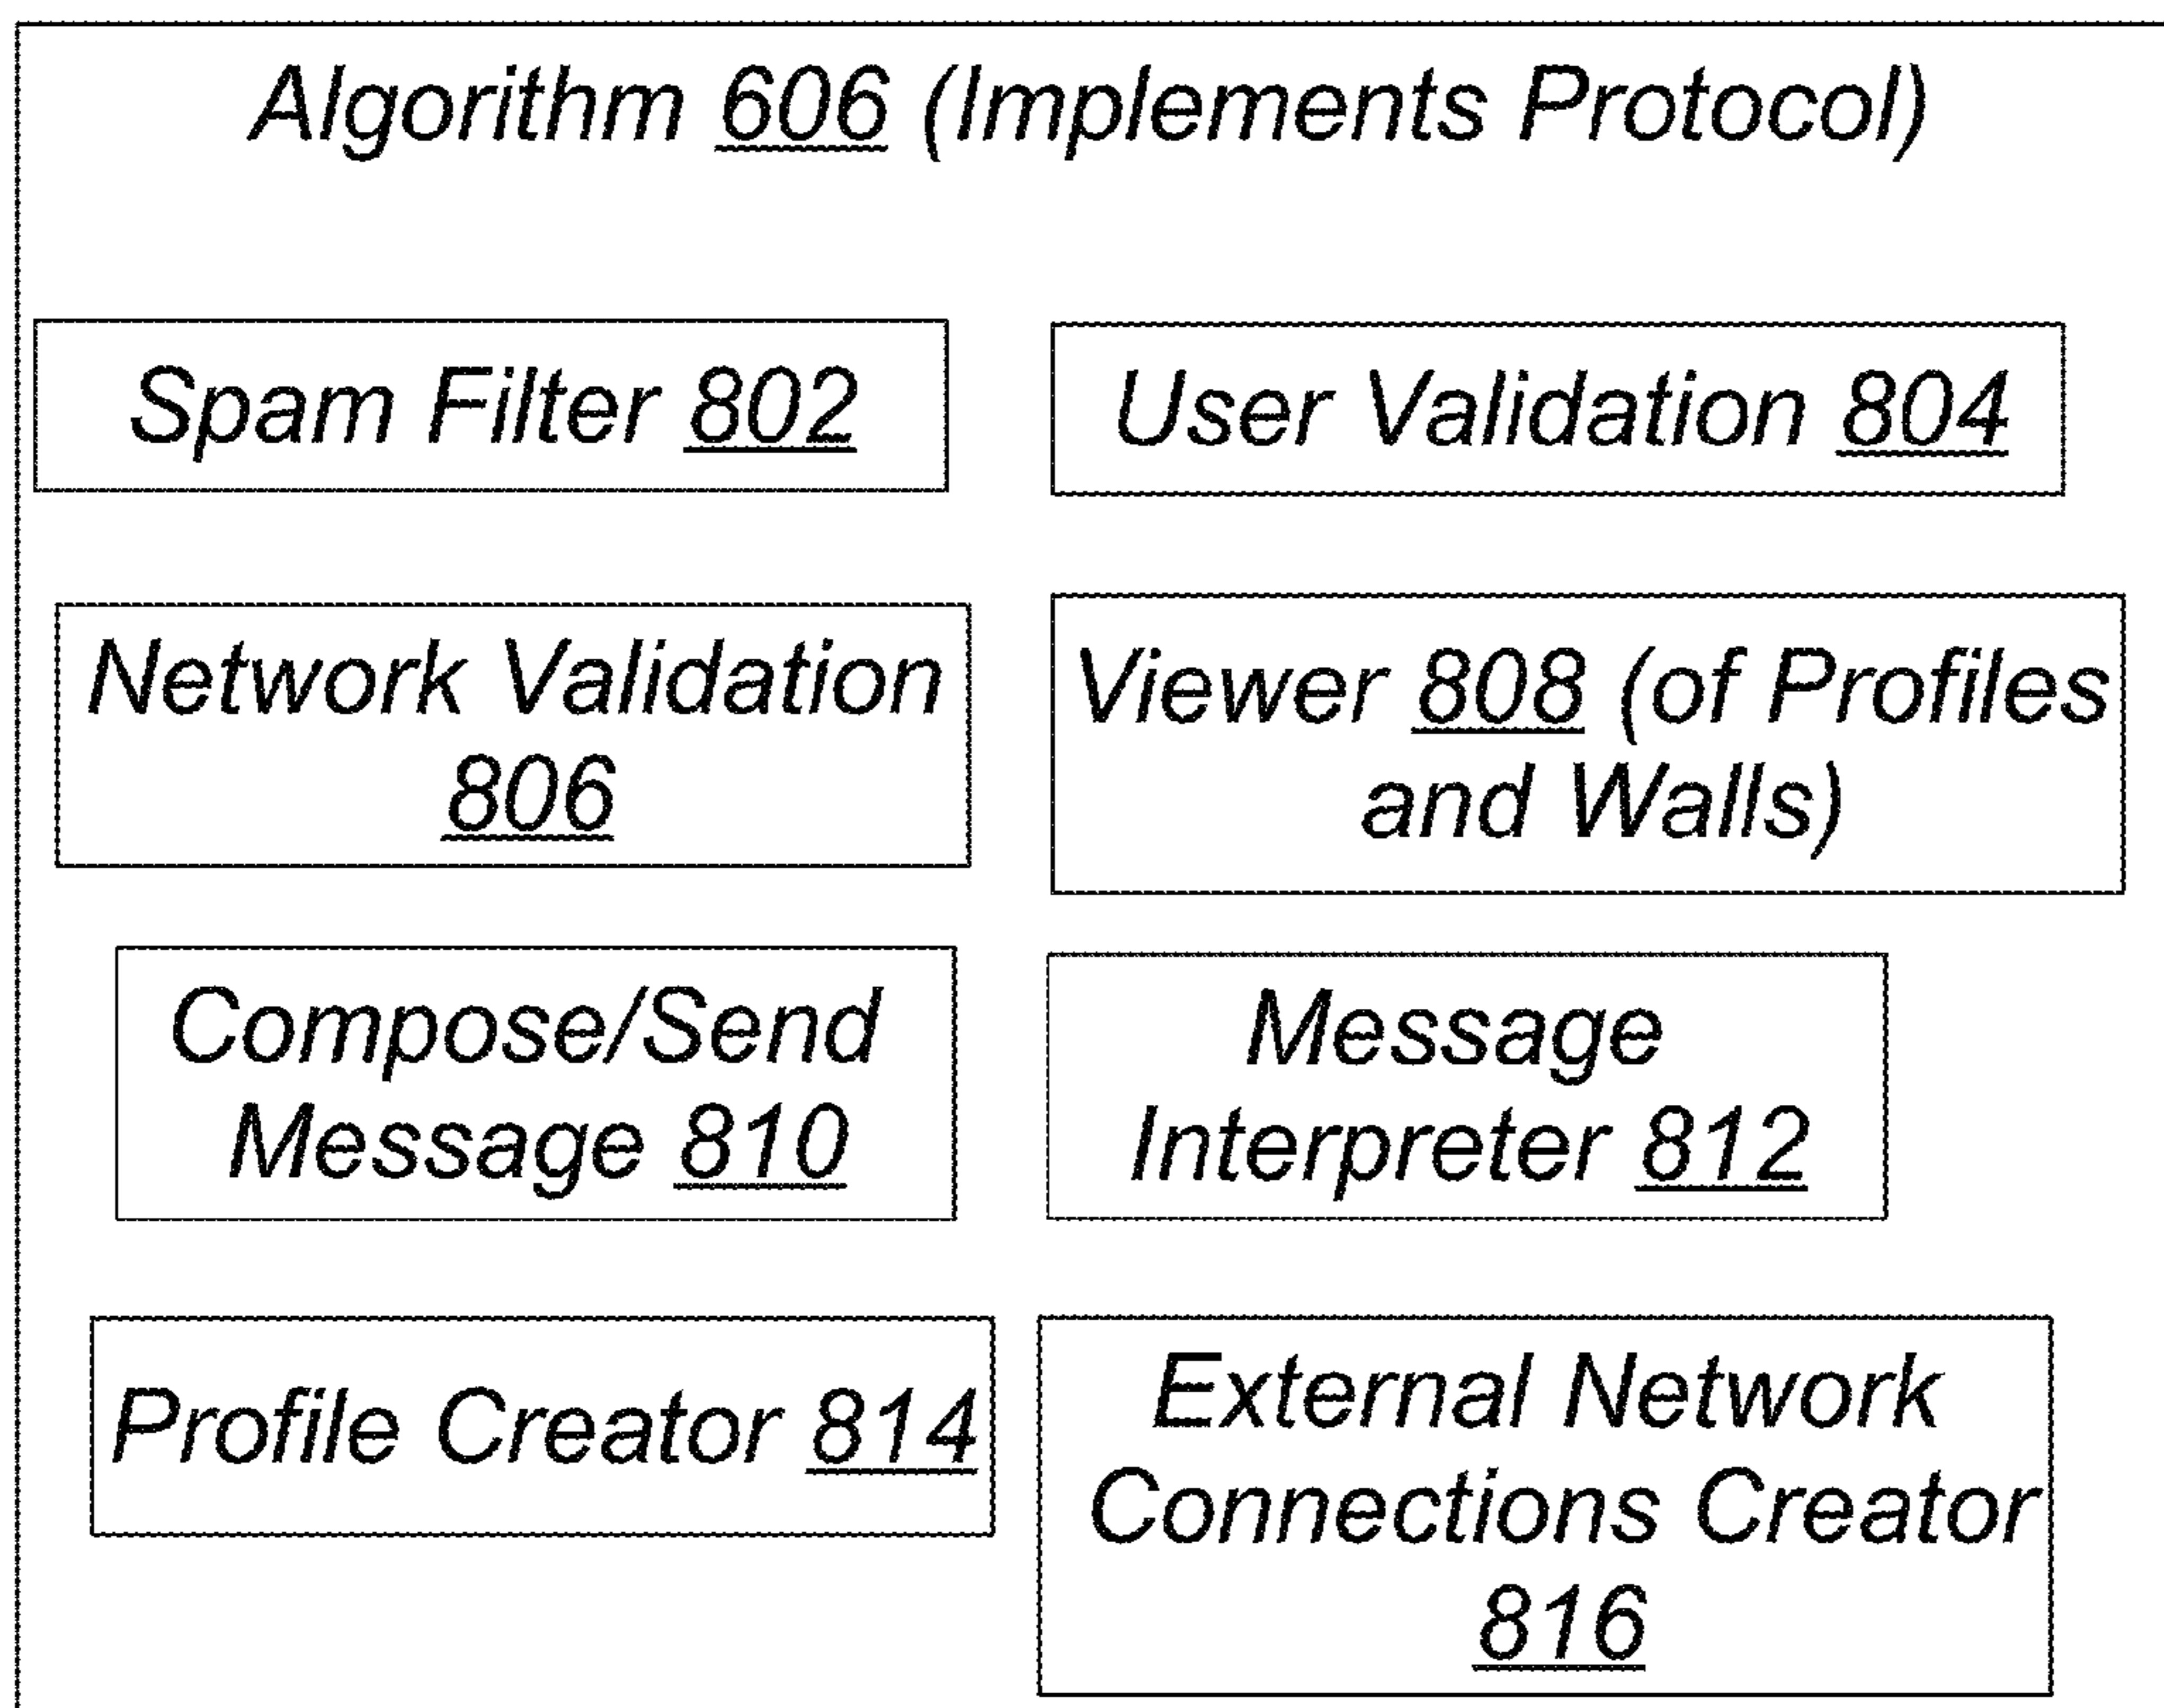 Algorithm 606 (Implements Protocol)
Spam Filter 802
User Validation 804
Network Validation
806
Viewer 808 (of Profiles
and Walls)
Compose/Send
Message 810
Message
Interpreter 812
Profile Creator 814
External Network
Connections Creator
816